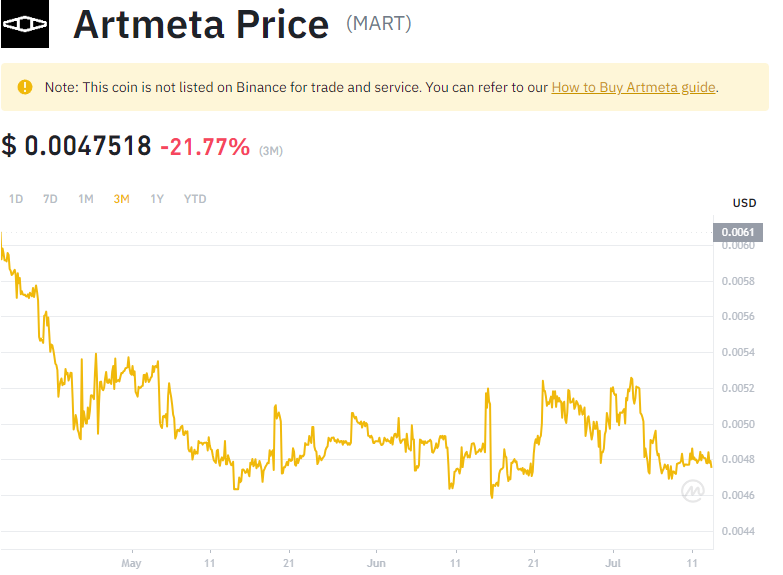 Artmeta Price (MART)
Note: This coin is not listed on Binance for trade and service. You can refer to our How to Buy Artmeta guide.
$ 0.0047518 -21.77% (3M)
1D 7D 1M 3M 1Y YTD
USD
0.0061
0.0060
0.0058
0.0056
0.0054
0.0052
0.0050
0.0048
0.0046
0.0044
May 11 21 Jun 11 21 Jul 11